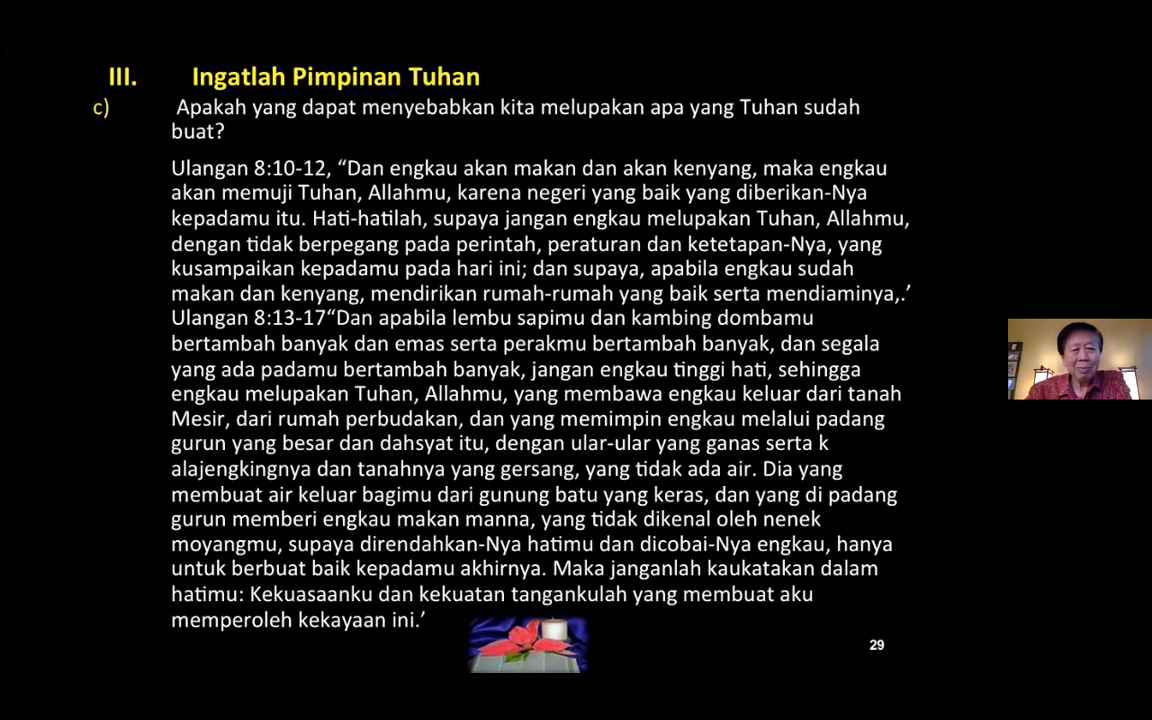 III. Ingatlah Pimpinan Tuhan
c) Apakah yang dapat menyebabkan kita melupakan apa yang Tuhan sudah
buat?
Ulangan 8:10-12, “Dan engkau akan makan dan akan kenyang, maka engkau
akan memuji Tuhan, Allahmu, karena negeri yang baik yang diberikan-Nya
kepadamu itu. Hati-hatilah, supaya jangan engkau melupakan Tuhan, Allahmu,
dengan tidak berpegang pada perintah, peraturan dan ketetapan-Nya, yang
kusampaikan kepadamu pada hari ini; dan supaya, apabila engkau sudah
makan dan kenyang, mendirikan rumah-rumah yang baik serta mendiaminya,.’
Ulangan 8:13-17“Dan apabila lembu sapimu dan kambing dombamu
bertambah banyak dan emas serta perakmu bertambah banyak, dan segala
yang ada padamu bertambah banyak, jangan engkau tinggi hati, sehingga
engkau melupakan Tuhan, Allahmu, yang membawa engkau keluar dari tanah
Mesir, dari rumah perbudakan, dan yang memimpin engkau melalui padang
gurun yang besar dan dahsyat itu, dengan ular-ular yang ganas serta k
alajengkingnya dan tanahnya yang gersang, yang tidak ada air. Dia yang
membuat air keluar bagimu dari gunung batu yang keras, dan yang di padang
gurun memberi engkau makan manna, yang tidak dikenal oleh nenek
moyangmu, supaya direndahkan-Nya hatimu dan dicobai-Nya engkau, hanya
untuk berbuat baik kepadamu akhirnya. Maka janganlah kaukatakan dalam
hatimu: Kekuasaanku dan kekuatan tangankulah yang membuat aku
memperoleh kekayaan ini.’
29